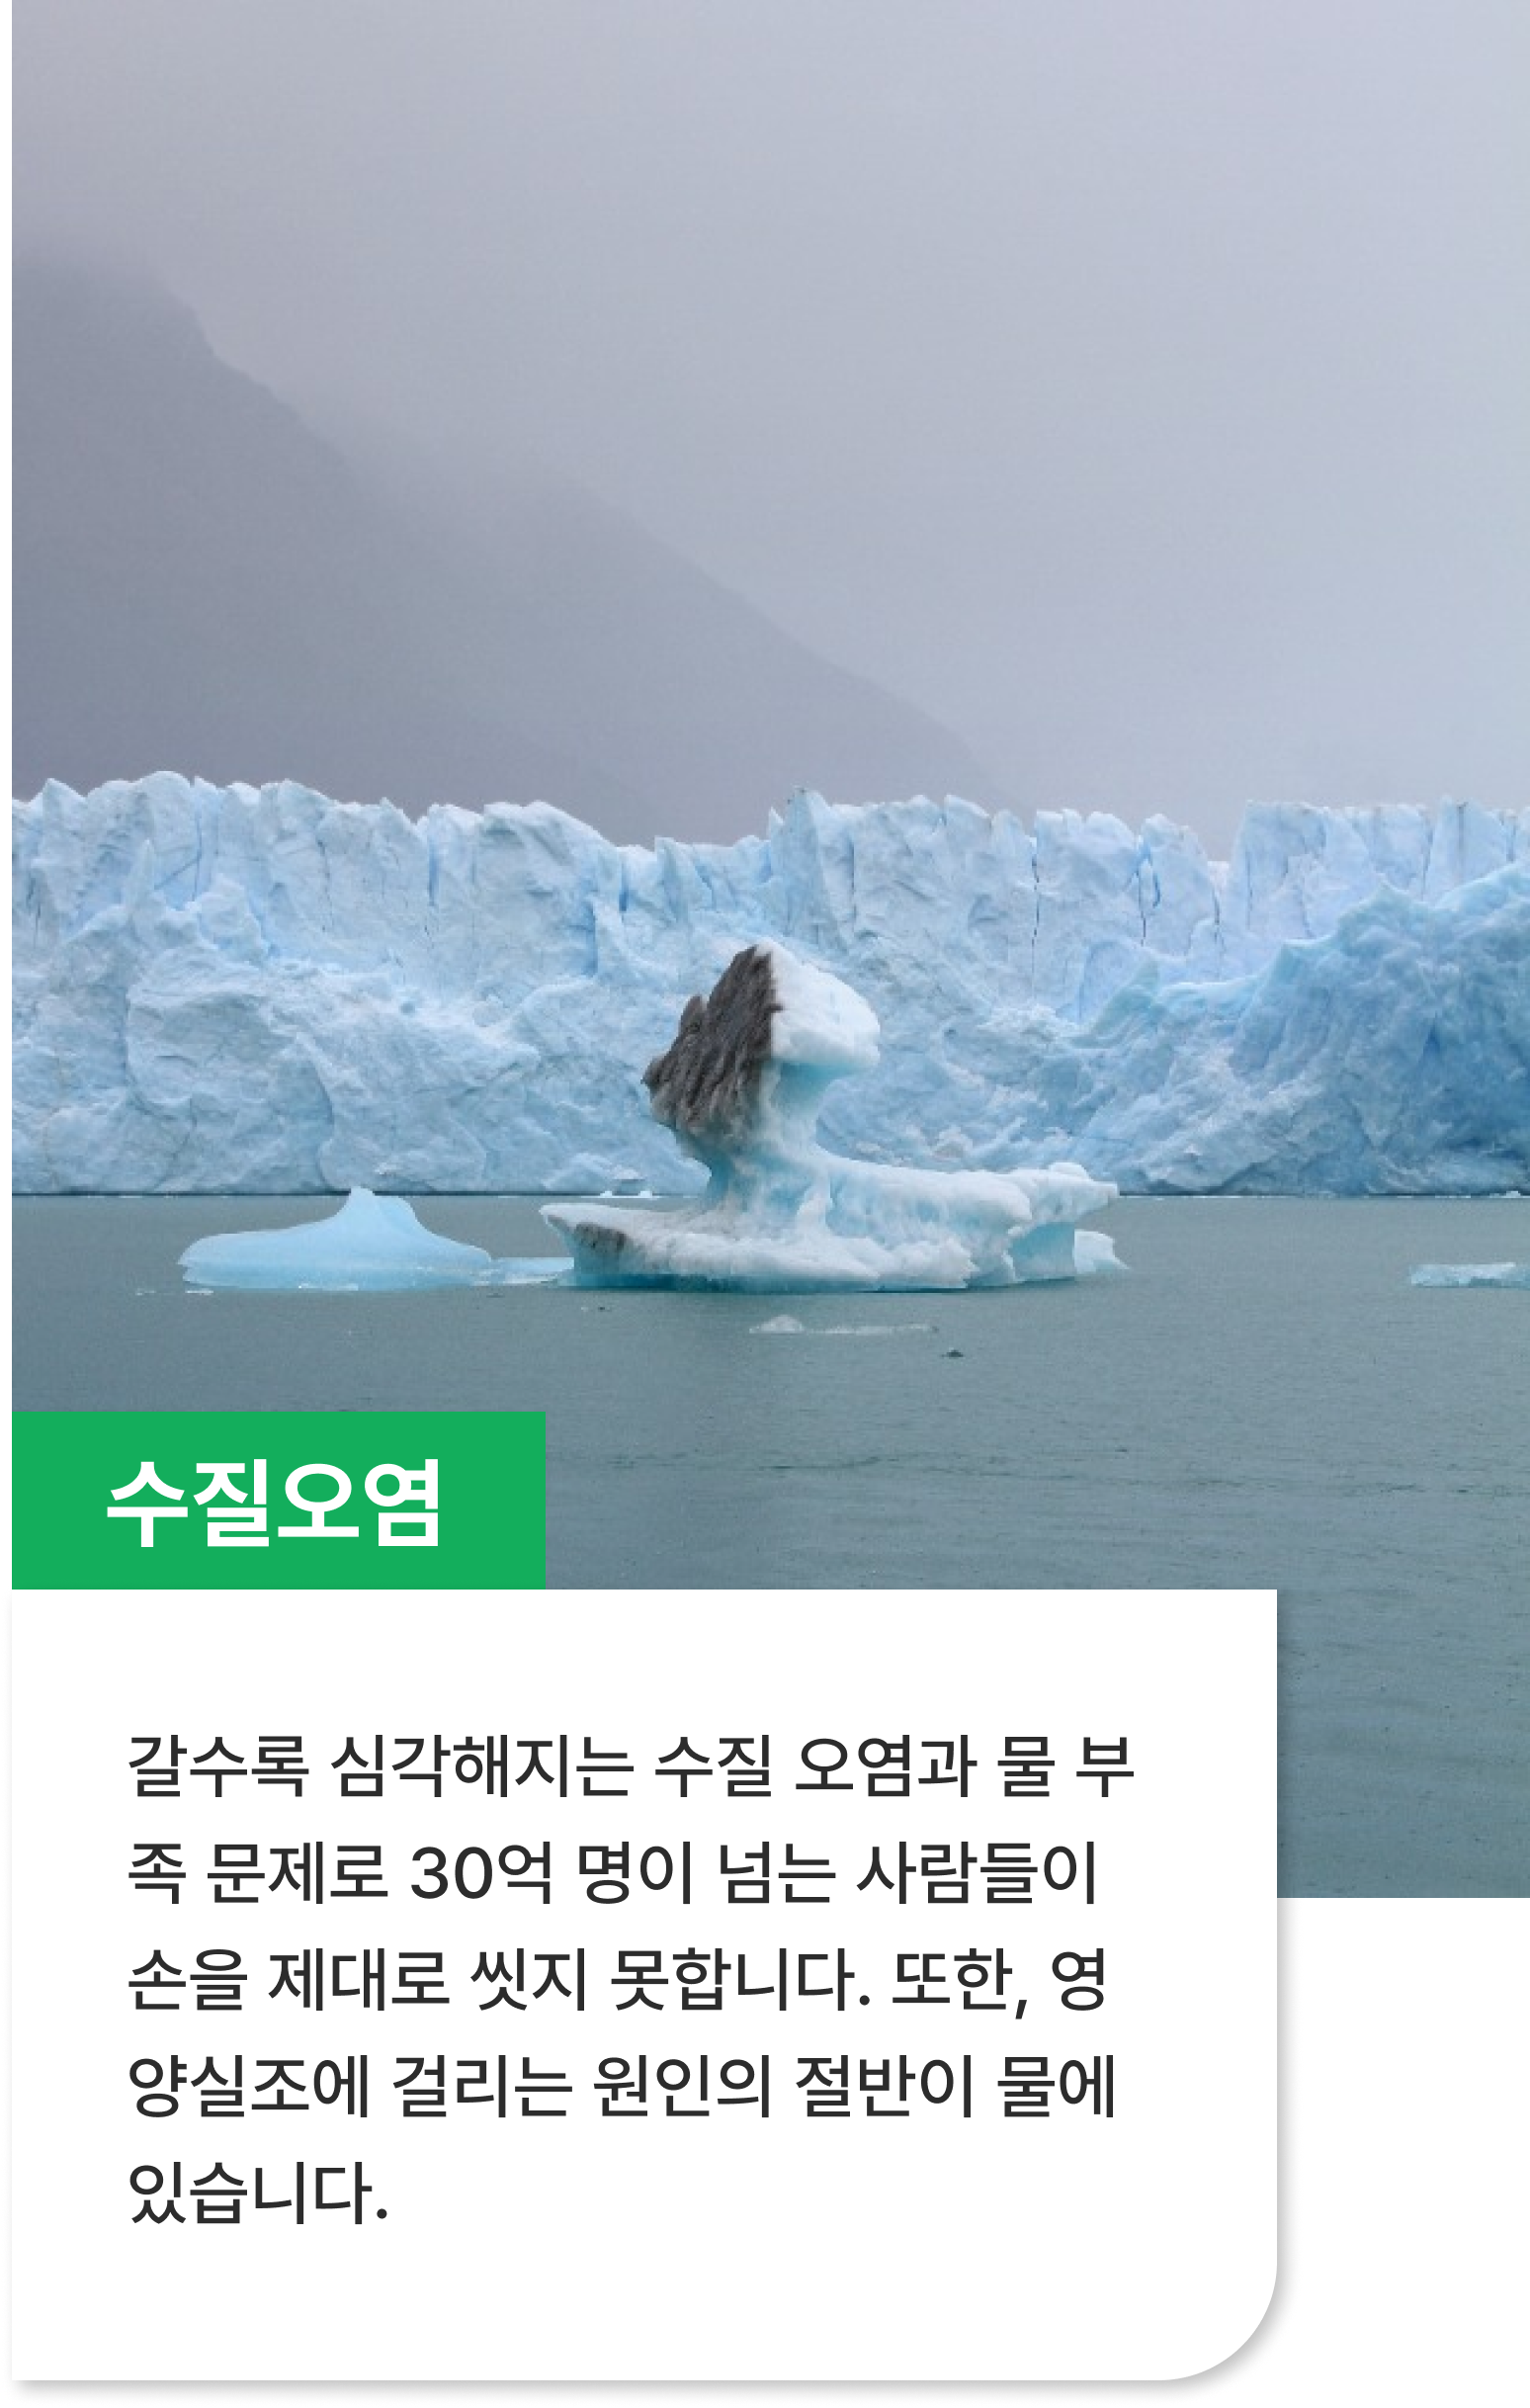 수질오염
갈수록 심각해지는 수질 오염과 물 부
족 문제로 30억 명이 넘는 사람들이
손을 제대로 씻지 못합니다. 또한, 영
양실조에 걸리는 원인의 절반이 물에
있습니다.